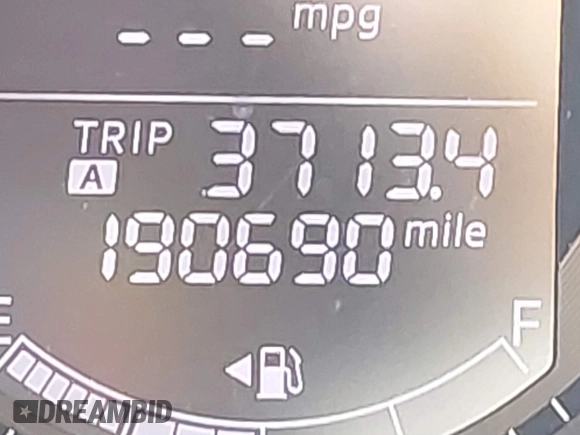 --- mpg
TRIP A 3713.4
190690 mile
E F
DREAMBID